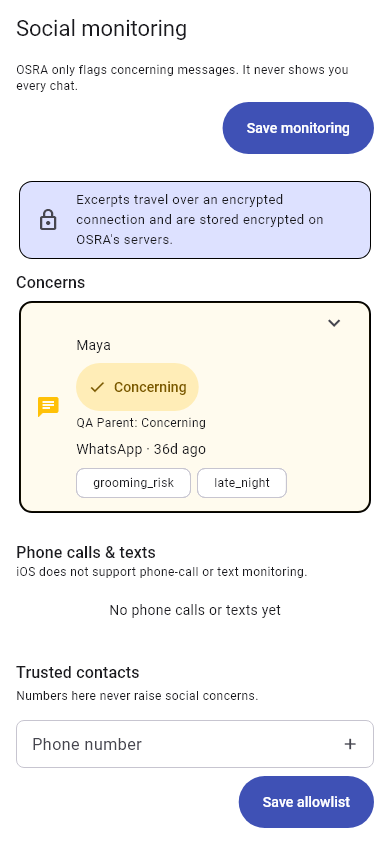 Social monitoring
OSRA only flags concerning messages. It never shows you
every chat.
Save monitoring
Excerpts travel over an encrypted
connection and are stored encrypted on
OSRA's servers.
Concerns
Maya
Concerning
QA Parent: Concerning
WhatsApp · 36d ago
grooming_risk
late_night
Phone calls & texts
iOS does not support phone-call or text monitoring.
No phone calls or texts yet
Trusted contacts
Numbers here never raise social concerns.
Phone number
Save allowlist